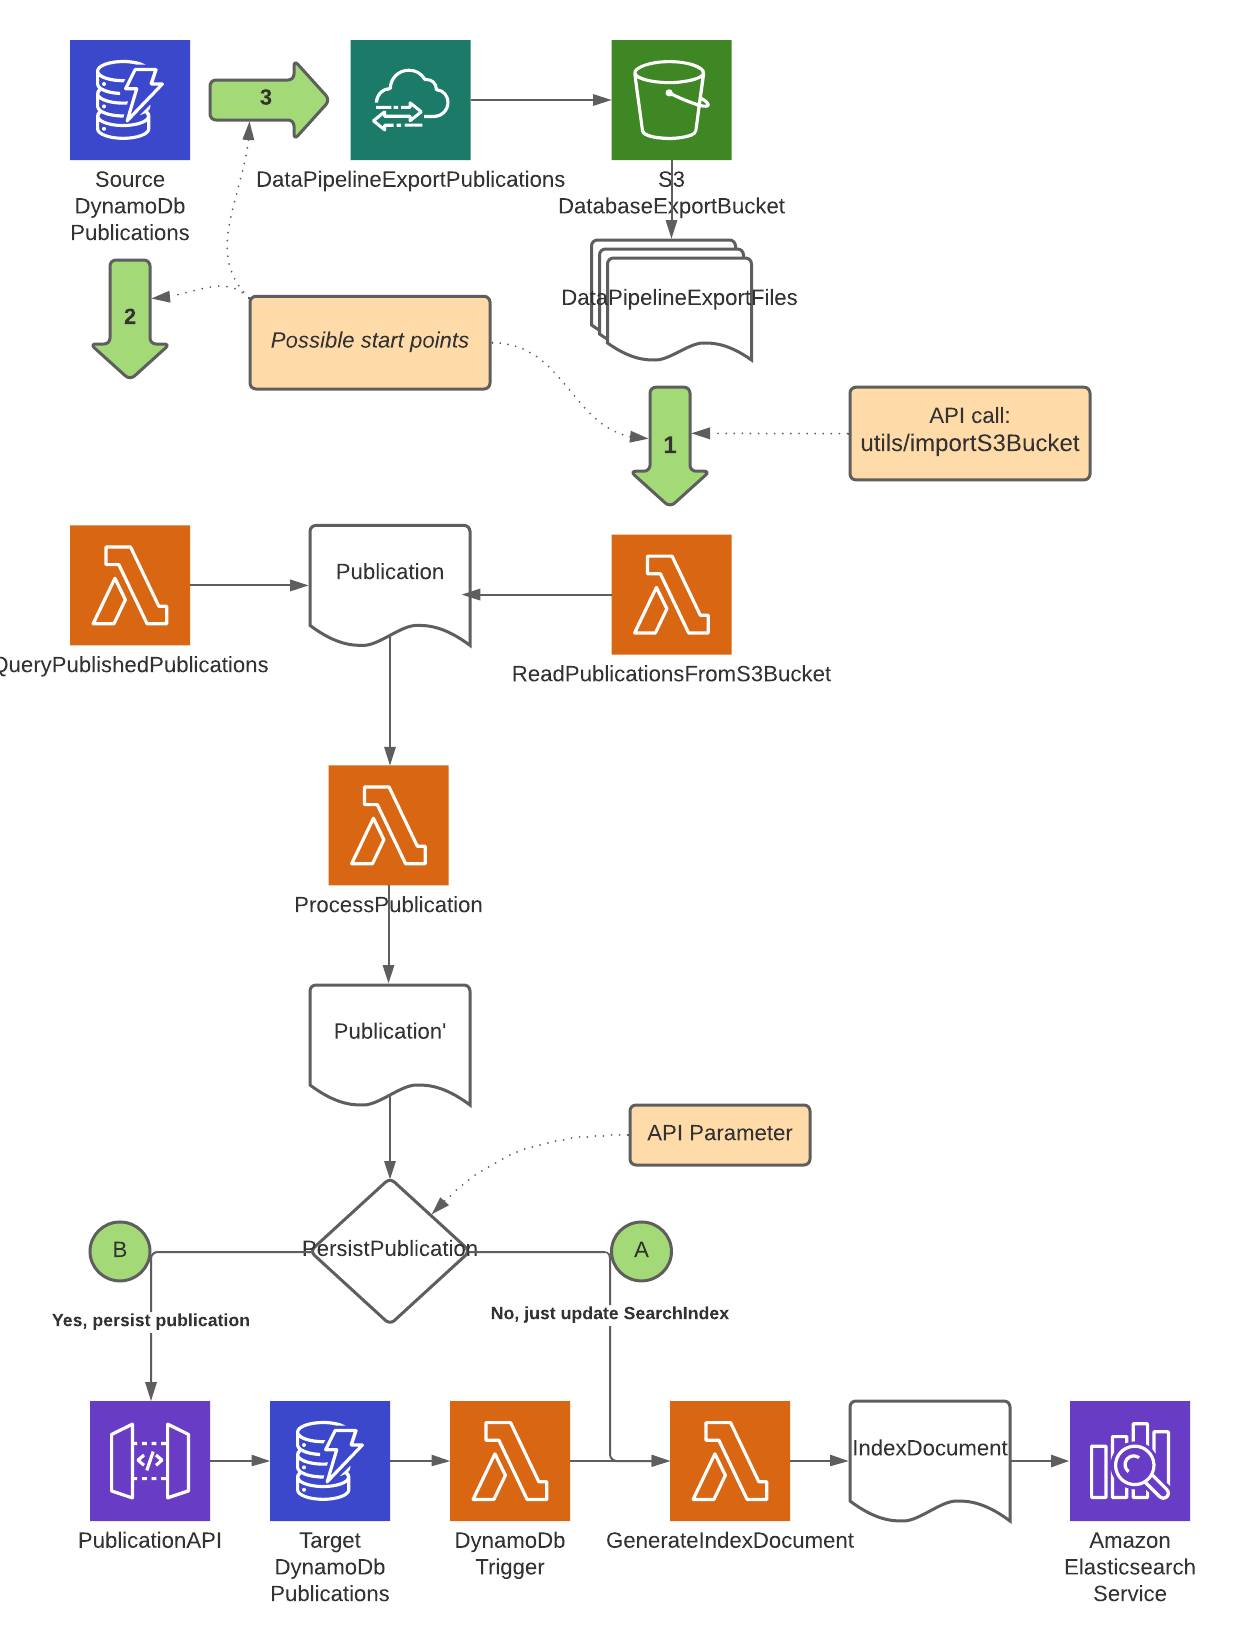 3
Source
DynamoDb
Publications
DataPipelineExportPublications
S3
DatabaseExportBucket
DataPipelineExportFiles
2
Possible start points
1
API call:
utils/importS3Bucket
QueryPublishedPublications
Publication
ReadPublicationsFromS3Bucket
ProcessPublication
Publication'
API Parameter
B
PersistPublication
A
Yes, persist publication
No, just update SearchIndex
</>
IndexDocument
PublicationAPI
Target
DynamoDb
Publications
DynamoDb
Trigger
GenerateIndexDocument
Amazon
Elasticsearch
Service